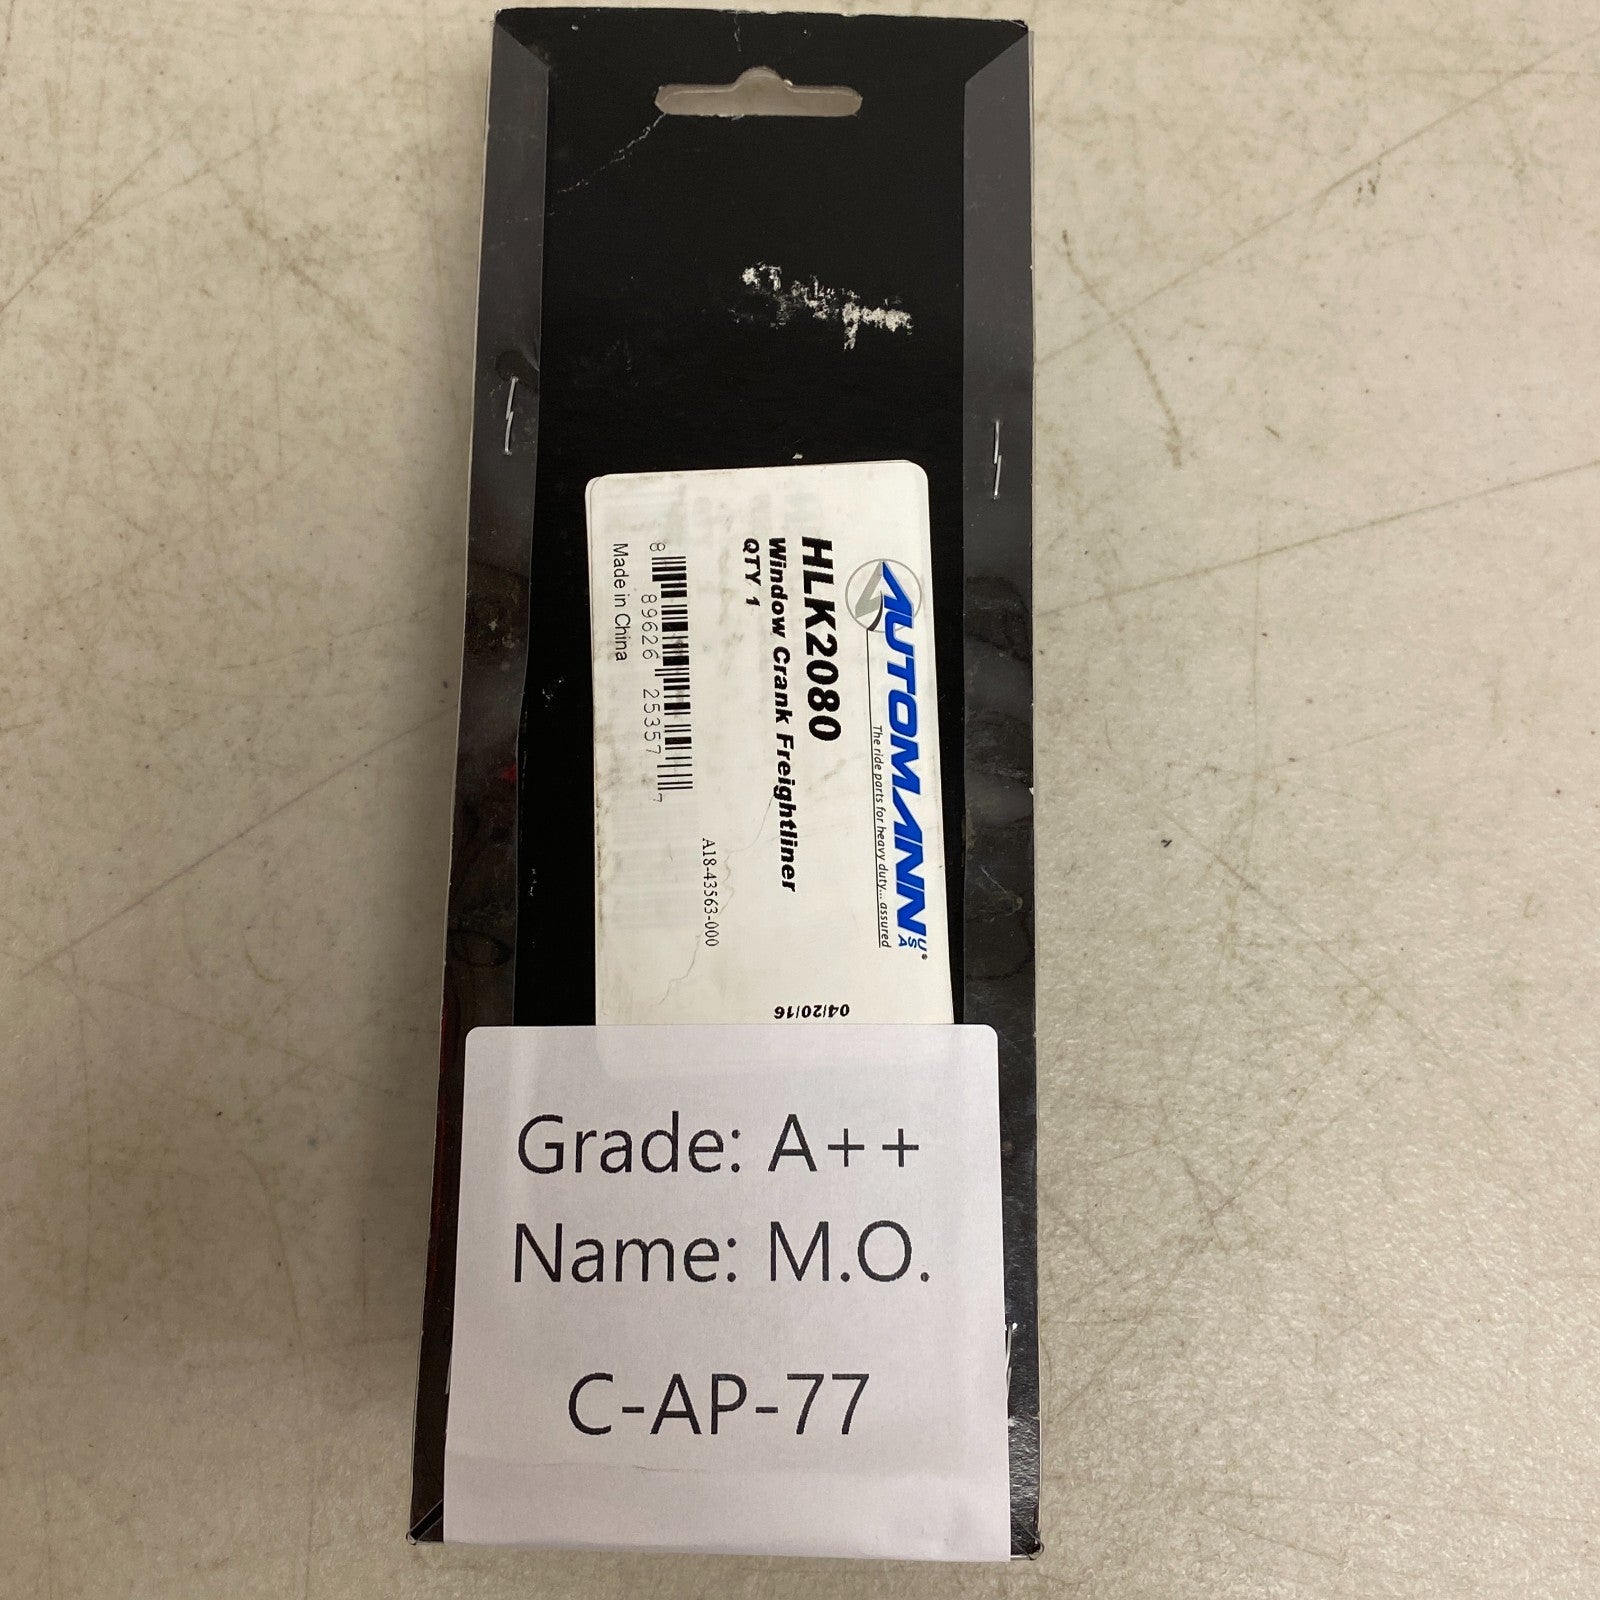 AUTOMANN USA®
The ride parts for heavy duty... assured
HLK2080
Window Crank Freightliner
QTY 1
A18-43563-000
8 89626 25357 7
Made in China
04/20/16
Grade: A++
Name: M.O.
C-AP-77